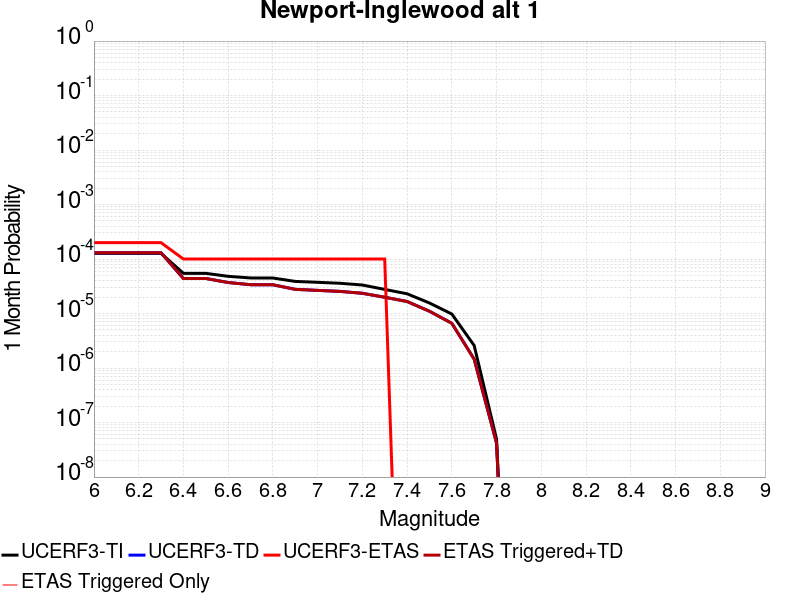 Newport-Inglewood alt 1
10^0
10^-1
10^-2
10^-3
10^-4
10^-5
10^-6
10^-7
10^-8
1 Month Probability
6 6.2 6.4 6.6 6.8 7 7.2 7.4 7.6 7.8 8 8.2 8.4 8.6 8.8 9
Magnitude
UCERF3-TI UCERF3-TD UCERF3-ETAS ETAS Triggered+TD
ETAS Triggered Only